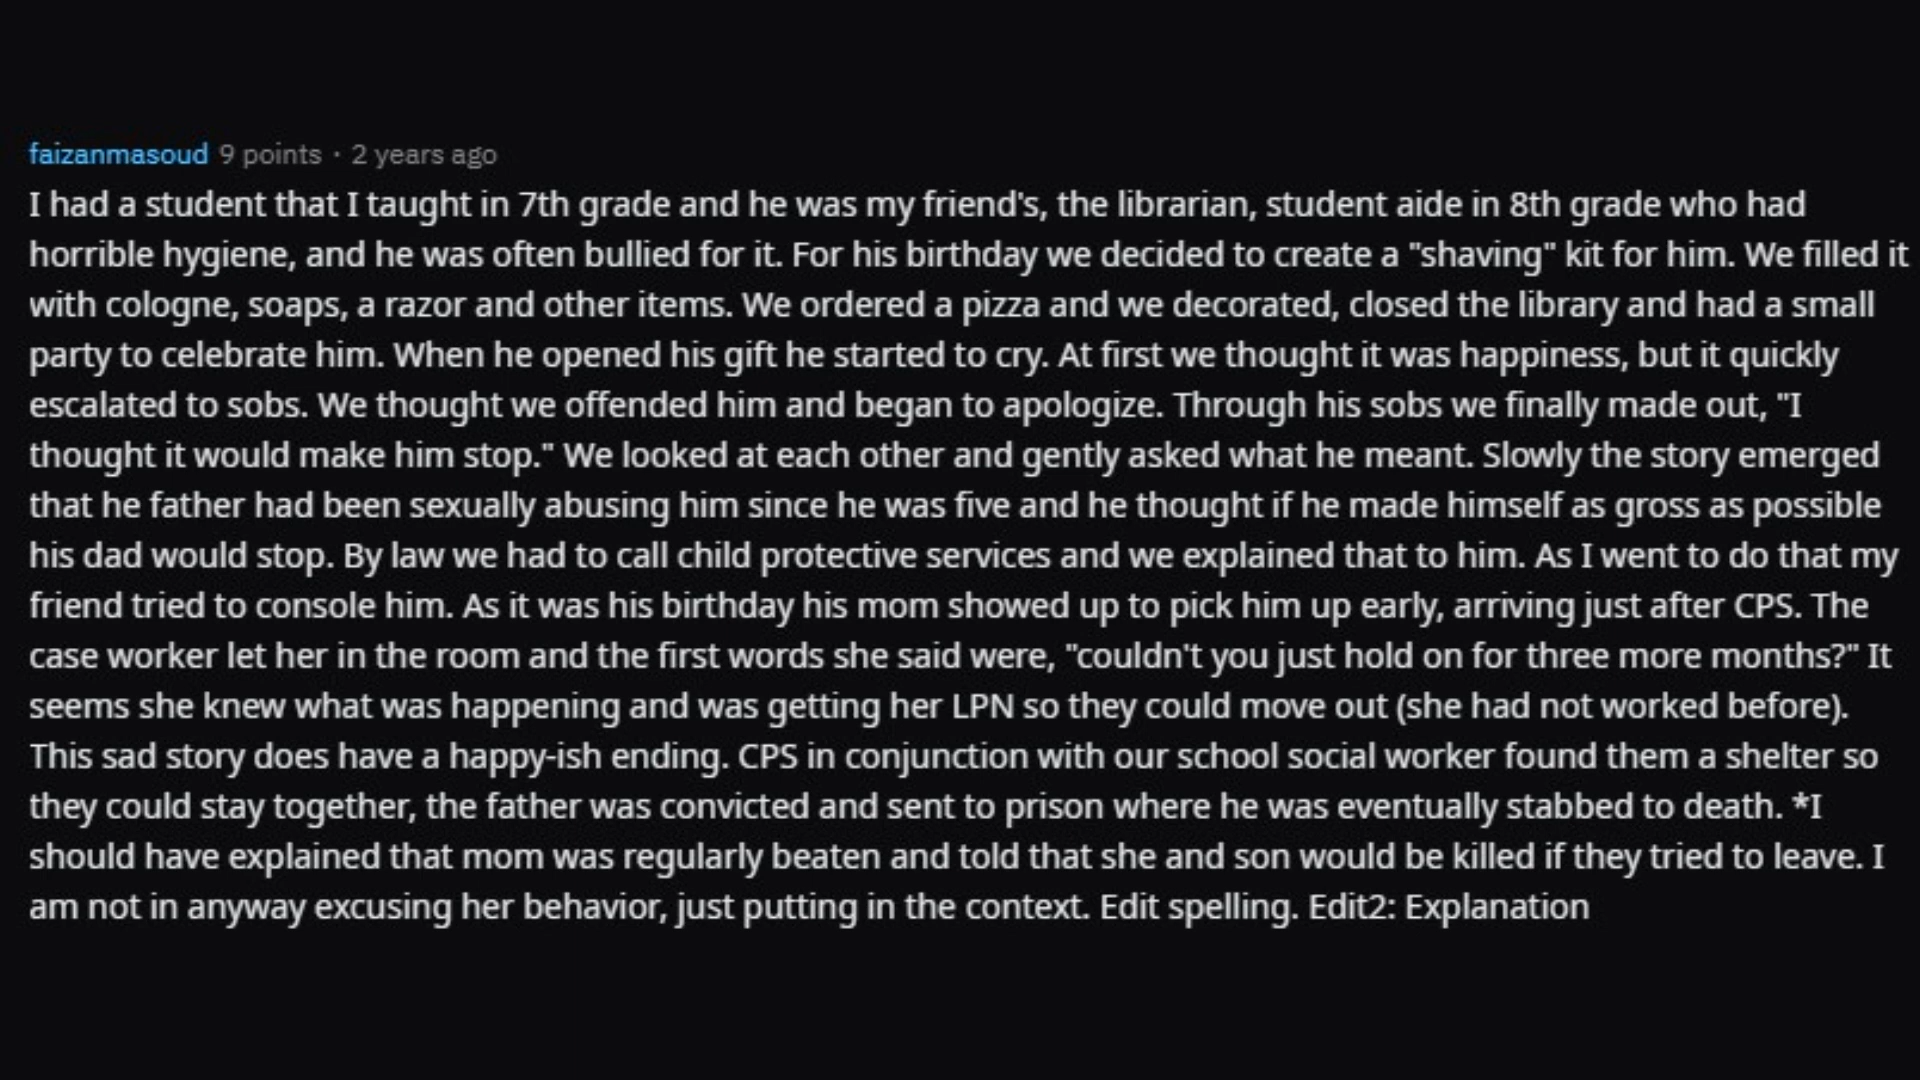 faizanmasoud 9 points · 2 years ago
I had a student that I taught in 7th grade and he was my friend's, the librarian, student aide in 8th grade who had
horrible hygiene, and he was often bullied for it. For his birthday we decided to create a "shaving" kit for him. We filled it
with cologne, soaps, a razor and other items. We ordered a pizza and we decorated, closed the library and had a small
party to celebrate him. When he opened his gift he started to cry. At first we thought it was happiness, but it quickly
escalated to sobs. We thought we offended him and began to apologize. Through his sobs we finally made out, "I
thought it would make him stop." We looked at each other and gently asked what he meant. Slowly the story emerged
that he father had been sexually abusing him since he was five and he thought if he made himself as gross as possible
his dad would stop. By law we had to call child protective services and we explained that to him. As I went to do that my
friend tried to console him. As it was his birthday his mom showed up to pick him up early, arriving just after CPS. The
case worker let her in the room and the first words she said were, "couldn't you just hold on for three more months?" It
seems she knew what was happening and was getting her LPN so they could move out (she had not worked before).
This sad story does have a happy-ish ending. CPS in conjunction with our school social worker found them a shelter so
they could stay together, the father was convicted and sent to prison where he was eventually stabbed to death. *I
should have explained that mom was regularly beaten and told that she and son would be killed if they tried to leave. I
am not in anyway excusing her behavior, just putting in the context. Edit spelling. Edit2: Explanation